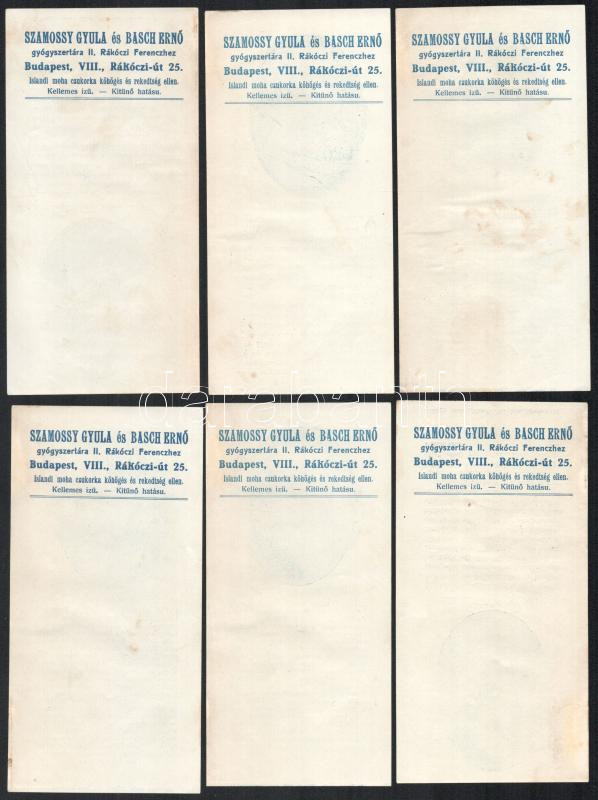 SZAMOSSY GYULA és BASCH ERNŐ
gyógyszertára II. Rákóczi Ferenczhez
Budapest, VIII., Rákóczi-út 25.
Islandi moha czukorka köhögés és rekedtség ellen.
Kellemes izü. — Kitünő hatásu.
SZAMOSSY GYULA és BASCH ERNŐ
gyógyszertára II. Rákóczi Ferenczhez
Budapest, VIII., Rákóczi-út 25.
Islandi moha czukorka köhögés és rekedtség ellen.
Kellemes izü. — Kitünő hatásu.
SZAMOSSY GYULA és BASCH ERNŐ
gyógyszertára II. Rákóczi Ferenczhez
Budapest, VIII., Rákóczi-út 25.
Islandi moha czukorka köhögés és rekedtség ellen.
Kellemes izü. — Kitünő hatásu.
darabanth
SZAMOSSY GYULA és BASCH ERNŐ
gyógyszertára II. Rákóczi Ferenczhez
Budapest, VIII., Rákóczi-út 25.
Islandi moha czukorka köhögés és rekedtség ellen.
Kellemes izü. — Kitünő hatásu.
SZAMOSSY GYULA és BASCH ERNŐ
gyógyszertára II. Rákóczi Ferenczhez
Budapest, VIII., Rákóczi-út 25.
Islandi moha czukorka köhögés és rekedtség ellen.
Kellemes izü. — Kitünő hatásu.
SZAMOSSY GYULA és BASCH ERNŐ
gyógyszertára II. Rákóczi Ferenczhez
Budapest, VIII., Rákóczi-út 25.
Islandi moha czukorka köhögés és rekedtség ellen.
Kellemes izü. — Kitünő hatásu.